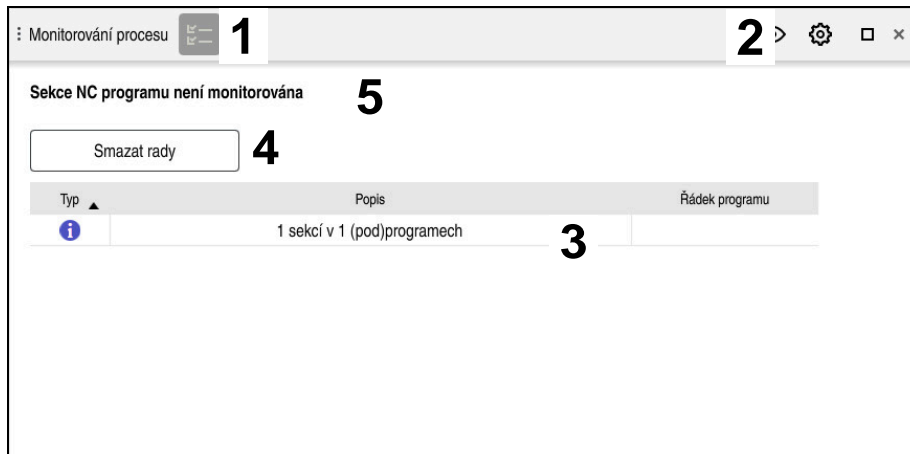 Monitorování procesu 1 2
Sekce NC programu není monitorována 5
Smazat rady 4
Typ Popis Řádek programu
1 sekcí v 1 (pod)programech 3